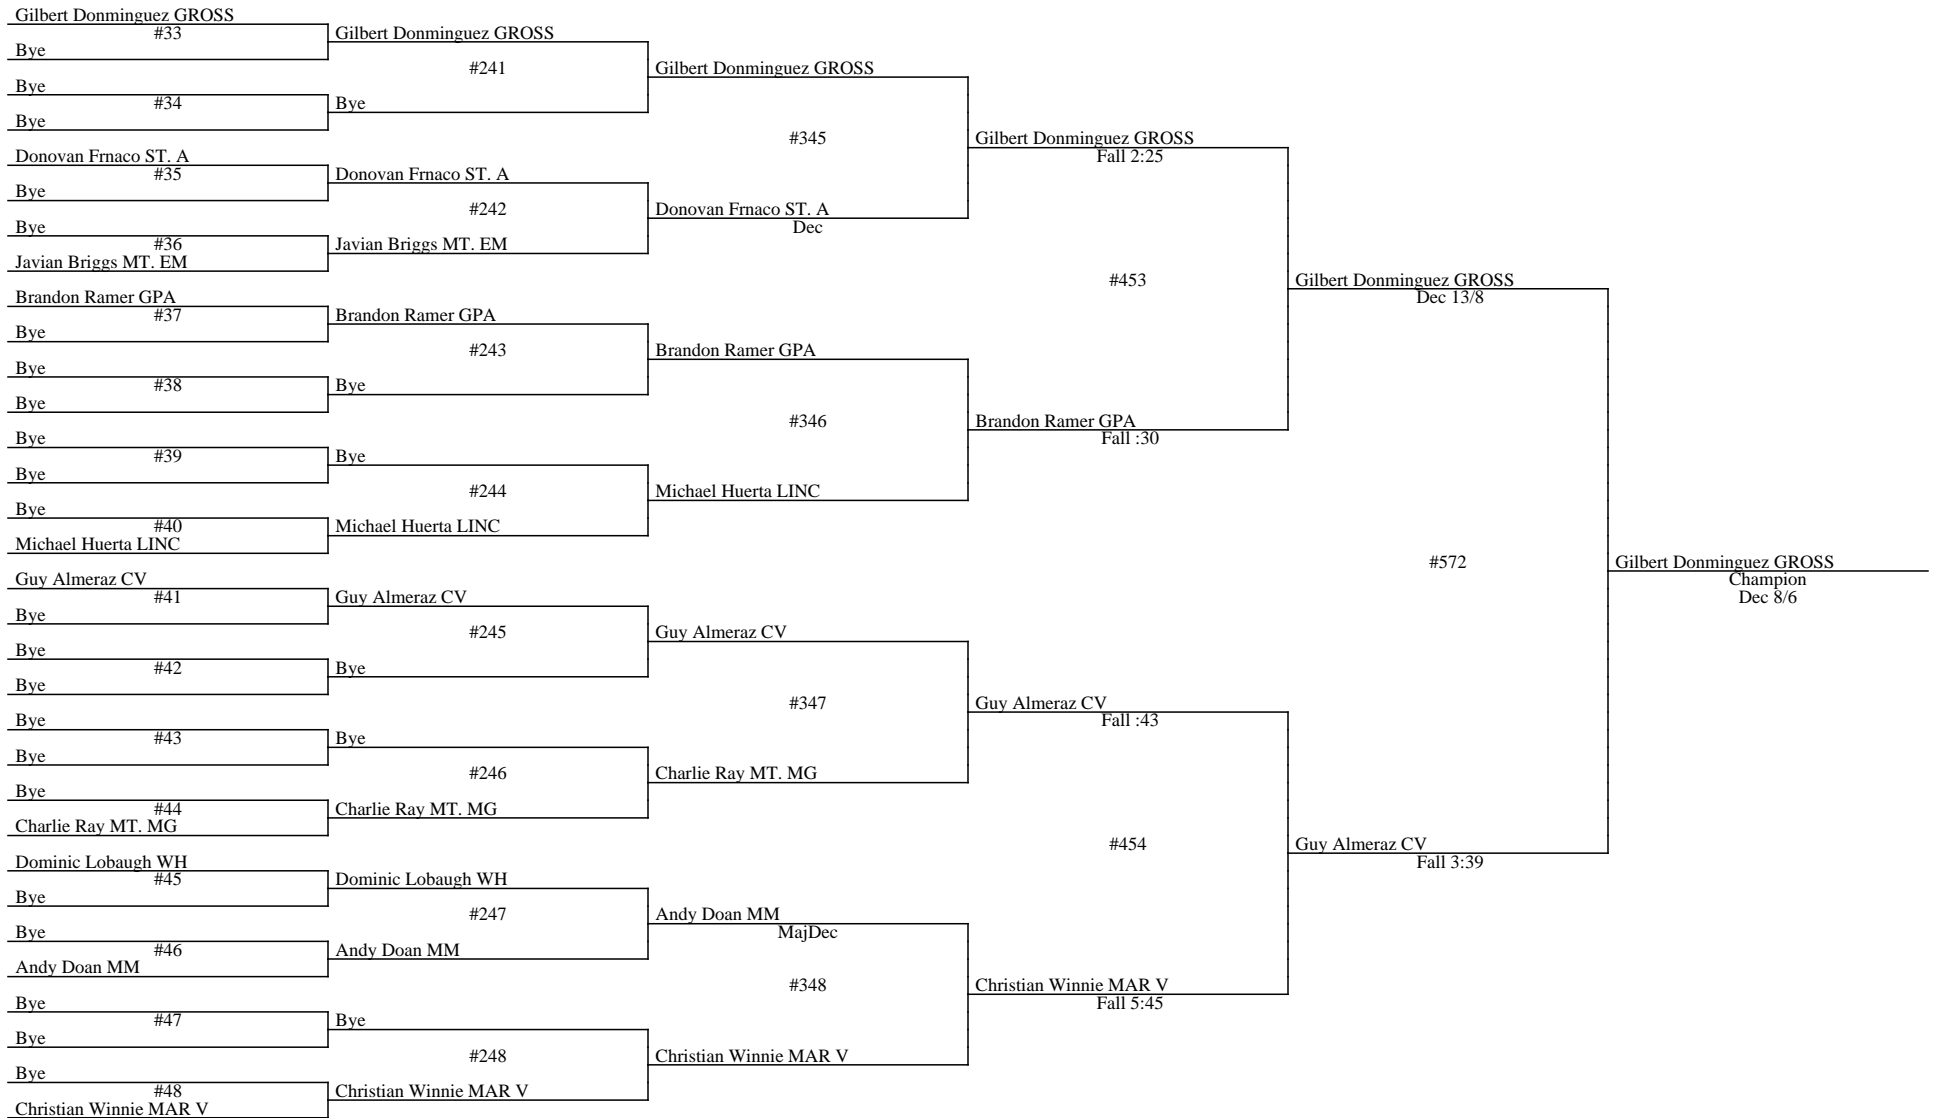 Gilbert Donminguez GROSS
#33
Bye
Bye
#34
Bye
Donovan Frnaco ST. A
#35
Bye
Bye
#36
Javian Briggs MT. EM
Brandon Ramer GPA
#37
Bye
Bye
#38
Bye
Bye
#39
Bye
Bye
#40
Michael Huerta LINC
Guy Almeraz CV
#41
Bye
Bye
#42
Bye
Bye
#43
Bye
Bye
#44
Charlie Ray MT. MG
Dominic Lobaugh WH
#45
Bye
Bye
#46
Andy Doan MM
Bye
#47
Bye
Bye
#48
Christian Winnie MAR V
Gilbert Donminguez GROSS
#241
Bye
Donovan Frnaco ST. A
#242
Javian Briggs MT. EM
Brandon Ramer GPA
#243
Bye
Bye
#244
Michael Huerta LINC
Guy Almeraz CV
#245
Bye
Bye
#246
Charlie Ray MT. MG
Dominic Lobaugh WH
#247
Andy Doan MM
Bye
#248
Christian Winnie MAR V
Gilbert Donminguez GROSS
#345
Donovan Frnaco ST. A
Dec
Brandon Ramer GPA
#346
Michael Huerta LINC
Guy Almeraz CV
#347
Charlie Ray MT. MG
Andy Doan MM
MajDec
#348
Christian Winnie MAR V
Gilbert Donminguez GROSS
Fall 2:25
#453
Brandon Ramer GPA
Fall :30
Guy Almeraz CV
Fall :43
#454
Christian Winnie MAR V
Fall 5:45
Gilbert Donminguez GROSS
Dec 13/8
#572
Guy Almeraz CV
Fall 3:39
Gilbert Donminguez GROSS
Champion
Dec 8/6